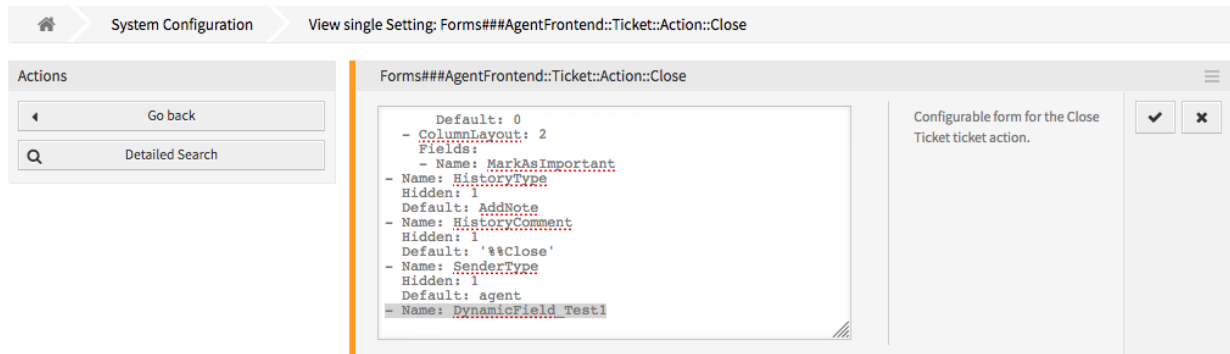 System Configuration
View single Setting: Forms###AgentFrontend::Ticket::Action::Close
Actions
Go back
Detailed Search
Forms###AgentFrontend::Ticket::Action::Close
Default: 0
- ColumnLayout: 2
Fields:
- Name: MarkAsImportant
- Name: HistoryType
Hidden: 1
Default: AddNote
- Name: HistoryComment
Hidden: 1
Default: '%%Close'
- Name: SenderType
Hidden: 1
Default: agent
- Name: DynamicField_Test1
Configurable form for the Close
Ticket ticket action.